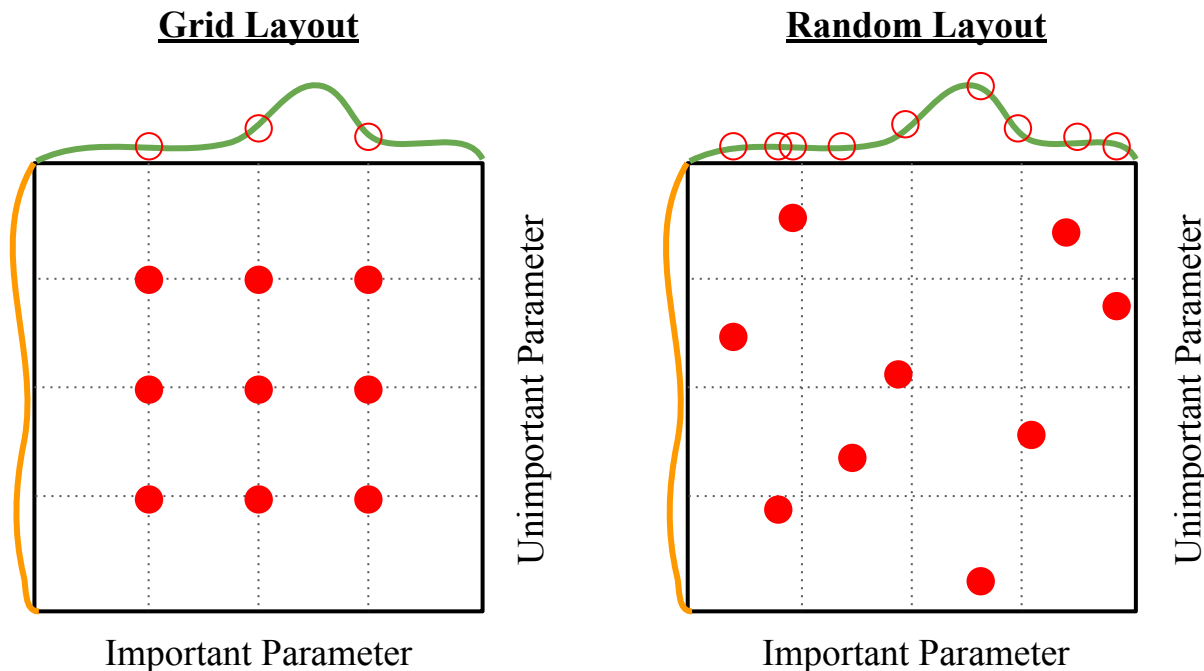 Grid Layout
Unimportant Parameter
Important Parameter
Random Layout
Unimportant Parameter
Important Parameter